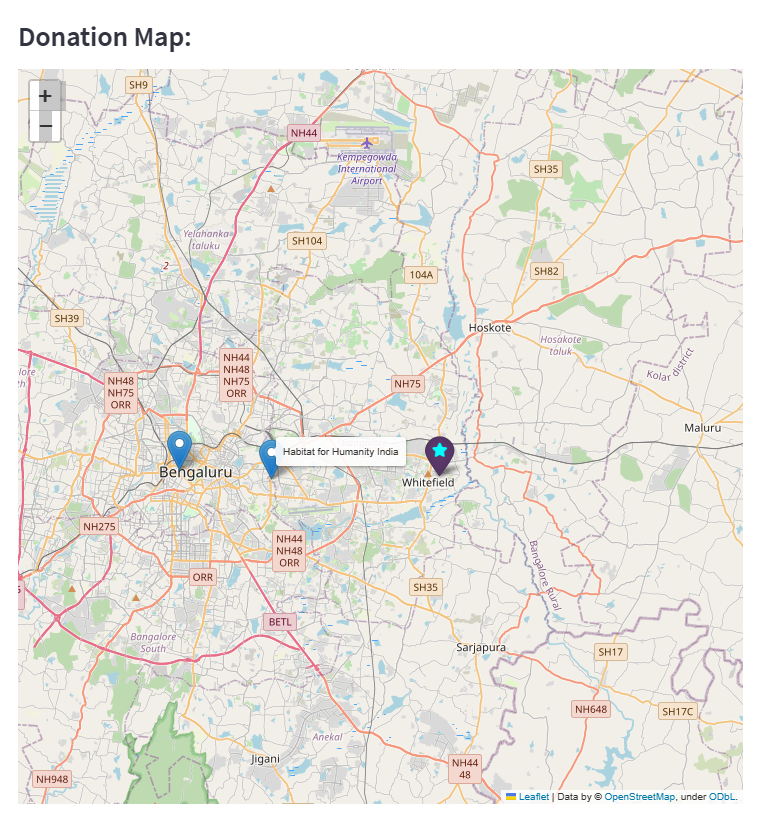 Donation Map:
SH9
+
−
NH44
Kempegowda
International
Airport
SH35
Yelahanka
taluku
SH104
2
104A
SH82
SH39
Hoskote
Hosakote
taluk
NH44
NH48
NH75
ORR
NH48
NH75
ORR
NH75
Kolar district
Maluru
Habitat for Humanity India
Bengaluru
Whitefield
NH275
NH44
NH48
ORR
ORR
SH35
Bangalore Rural
BETL
Bangalore
South
Sarjapura
SH17
NH648
SH17C
Anekal
Jigani
NH44
48
NH948
Leaflet | Data by © OpenStreetMap, under ODbL.